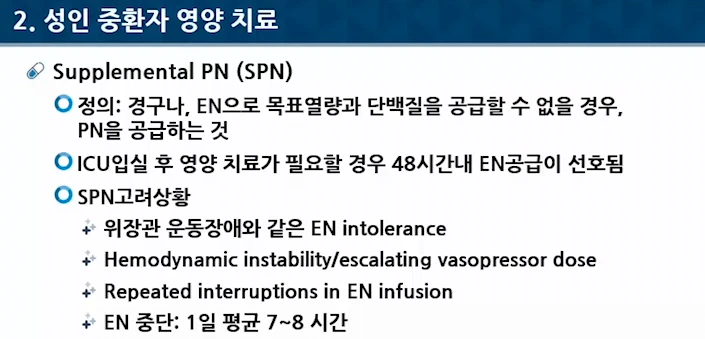 2. 성인 중환자 영양 치료
Supplemental PN (SPN)
정의: 경구나, EN으로 목표열량과 단백질을 공급할 수 없을 경우,
PN을 공급하는 것
ICU입실 후 영양 치료가 필요할 경우 48시간내 EN공급이 선호됨
SPN고려상황
위장관 운동장애와 같은 EN intolerance
Hemodynamic instability/escalating vasopressor dose
Repeated interruptions in EN infusion
EN 중단: 1일 평균 7~8 시간